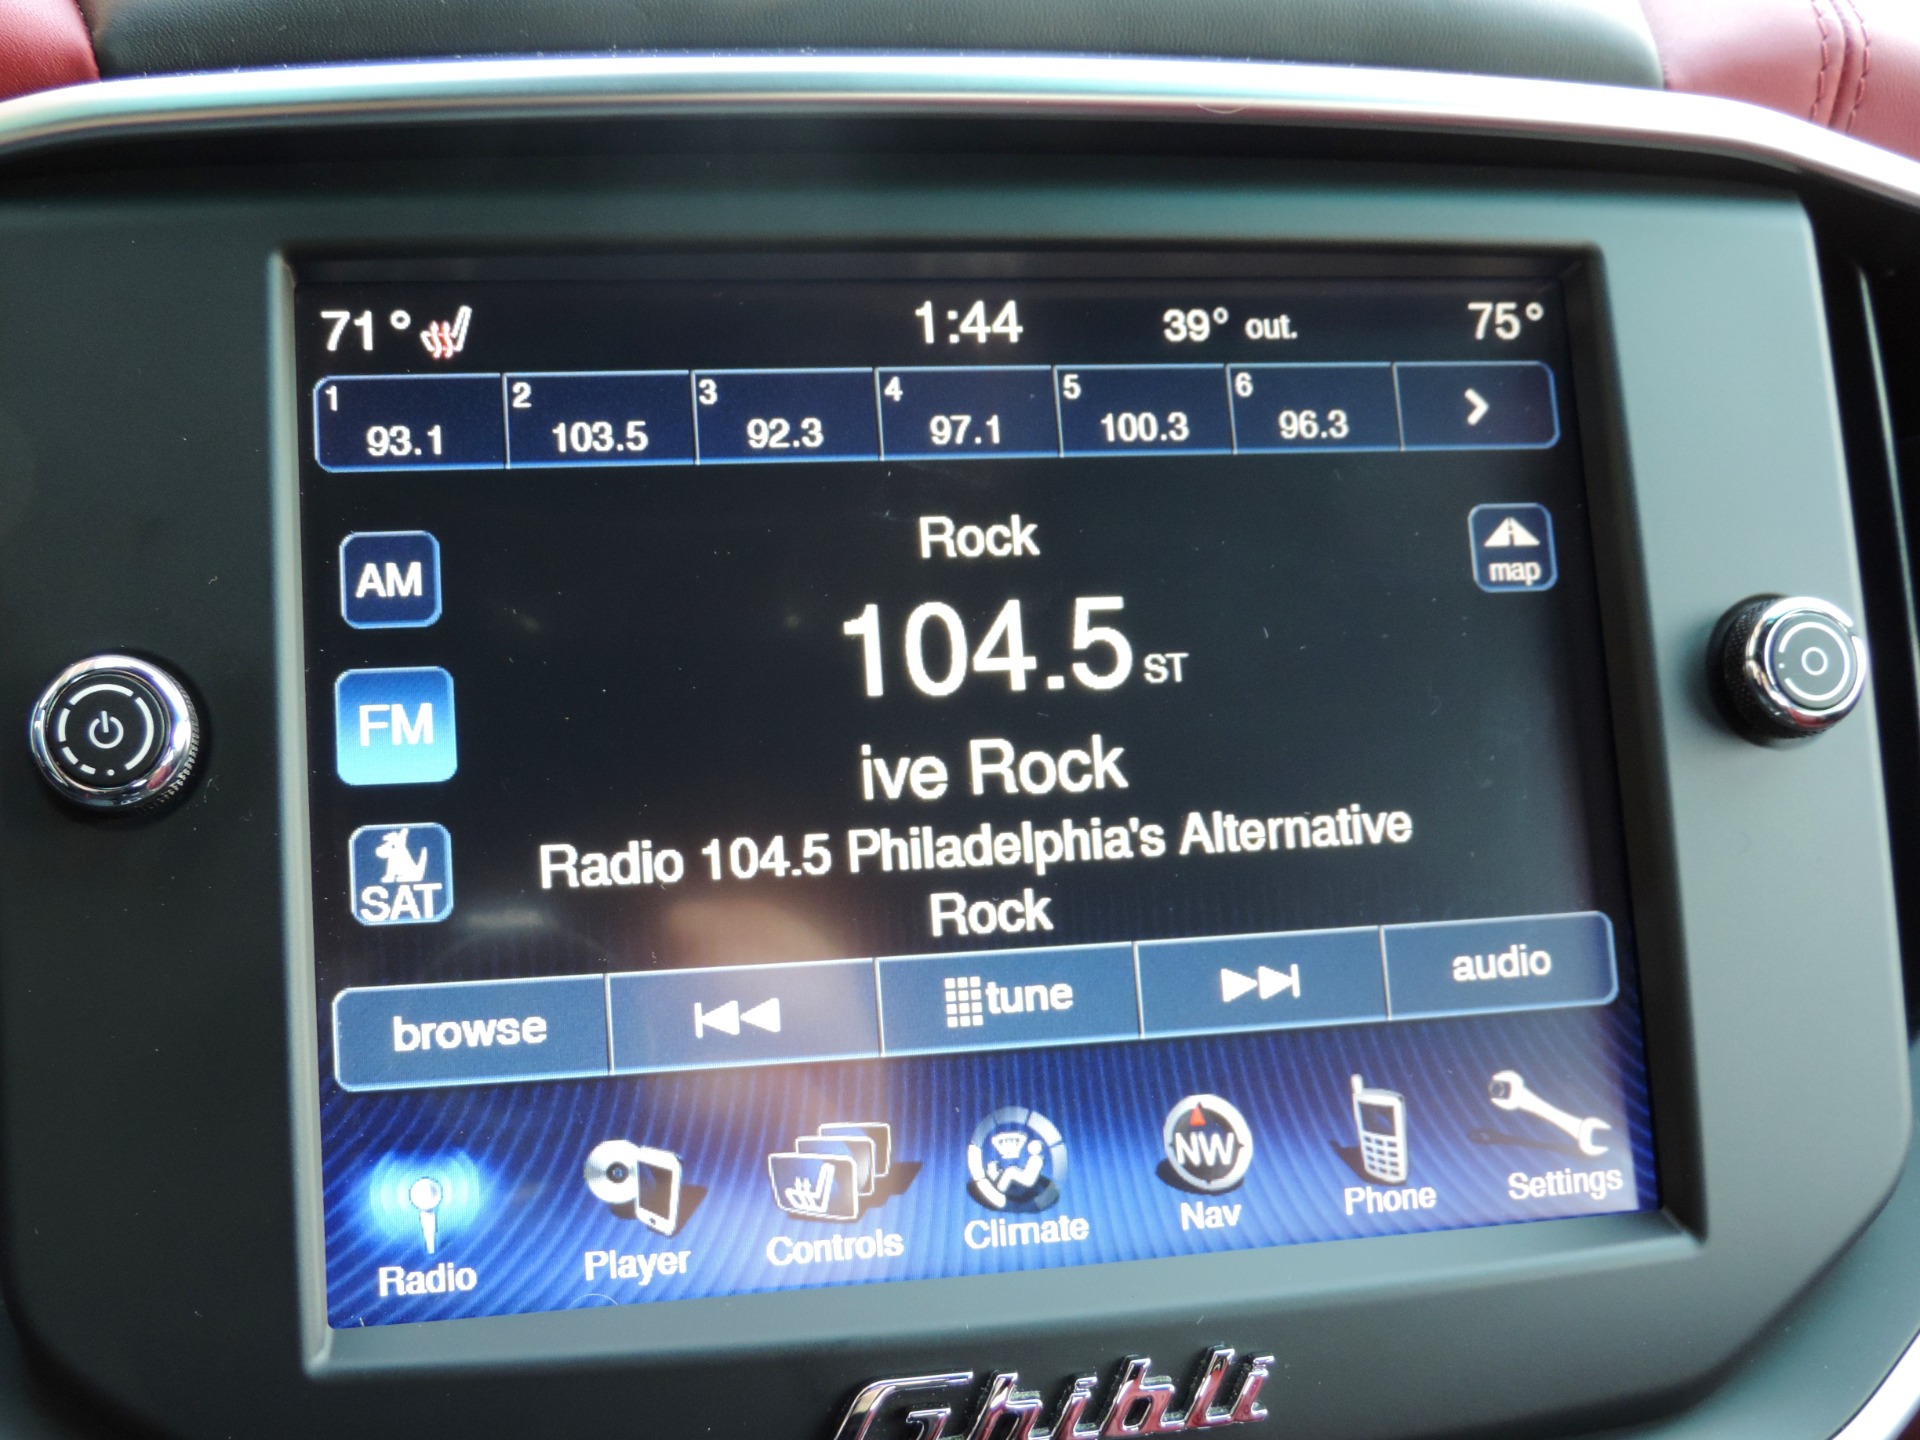 71° 1:44 39° out. 75°
1 2 3 4 5 6
93.1 103.5 92.3 97.1 100.3 96.3
Rock
AM map
104.5 ST
FM
ive Rock
Radio 104.5 Philadelphia's Alternative
SAT
Rock
browse tune audio
NW
Radio Player Controls Climate Nav Phone Settings
Ghibli